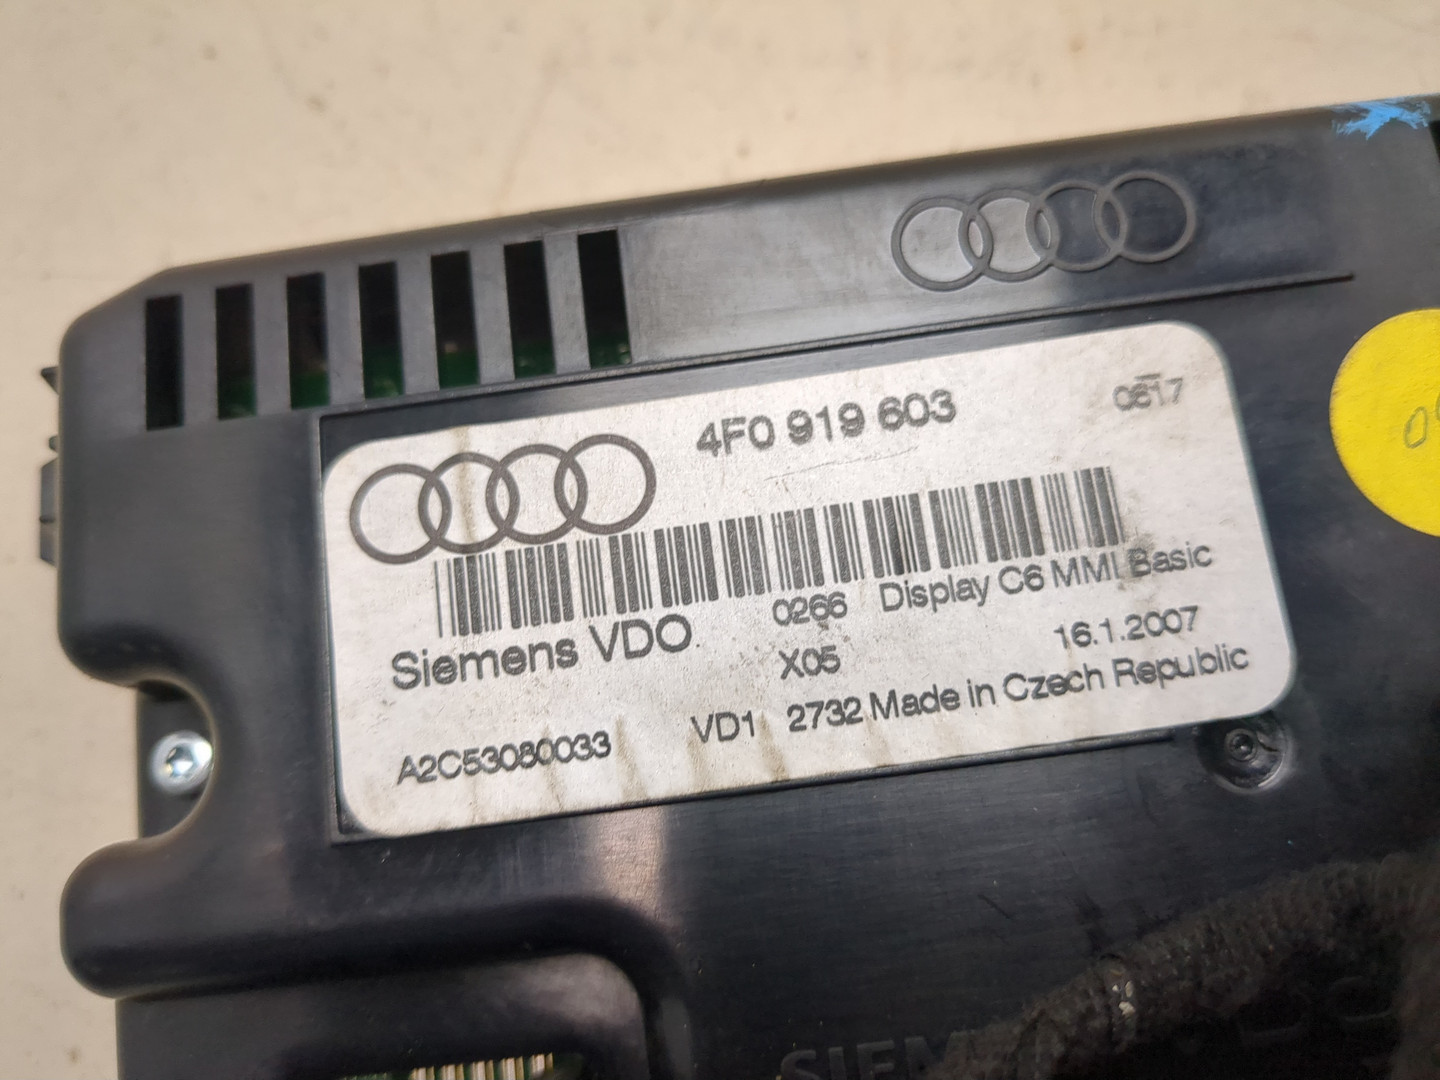 4F0 919 603
0266 Display C6 MMI Basic
Siemens VDO
X05 16.1.2007
A2C53080033 VD1 2732 Made in Czech Republic